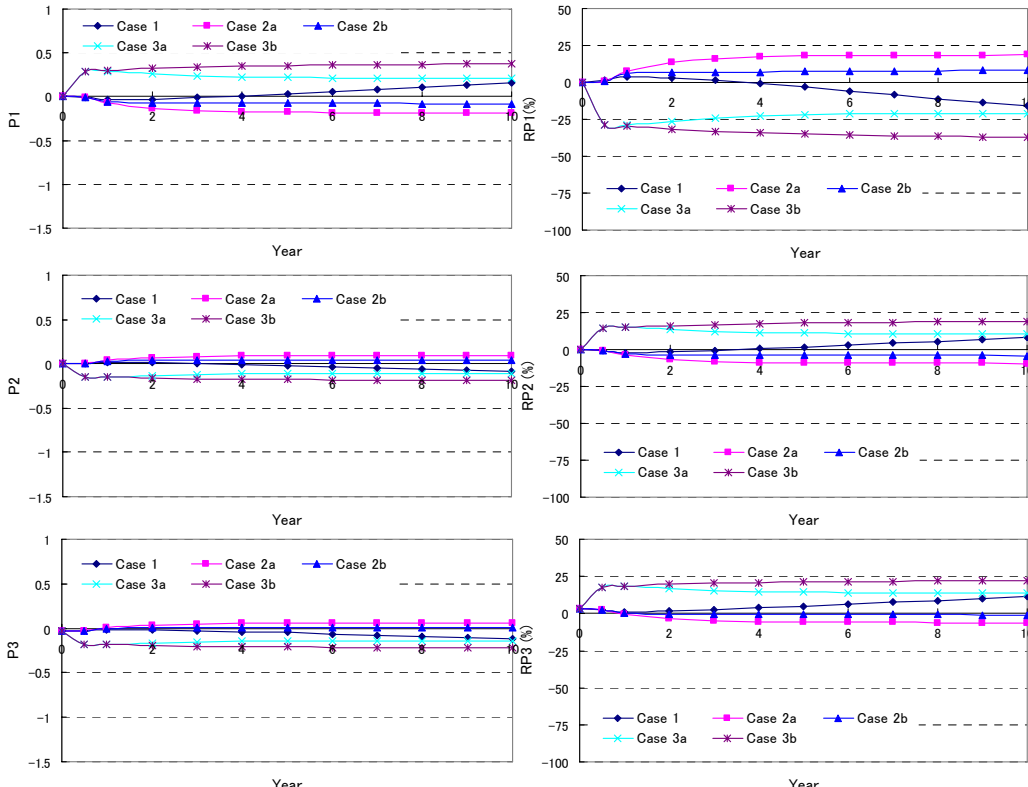 1
0.5
0
-0.5
-1
-1.5
P1
Case 1
Case 2a
Case 2b
Case 3a
Case 3b
0
2
4
6
8
10
Year
50
25
0
-25
-50
-75
-100
RP1(%)
0
2
4
6
8
10
Case 1
Case 2a
Case 2b
Case 3a
Case 3b
Year
1
0.5
0
-0.5
-1
-1.5
P2
Case 1
Case 2a
Case 2b
Case 3a
Case 3b
0
2
4
6
8
10
Year
50
25
0
-25
-50
-75
-100
RP2(%)
0
2
4
6
8
10
Case 1
Case 2a
Case 2b
Case 3a
Case 3b
Year
1
0.5
0
-0.5
-1
-1.5
P3
Case 1
Case 2a
Case 2b
Case 3a
Case 3b
0
2
4
6
8
10
Year
50
25
0
-25
-50
-75
-100
RP3(%)
0
2
4
6
8
10
Case 1
Case 2a
Case 2b
Case 3a
Case 3b
Year